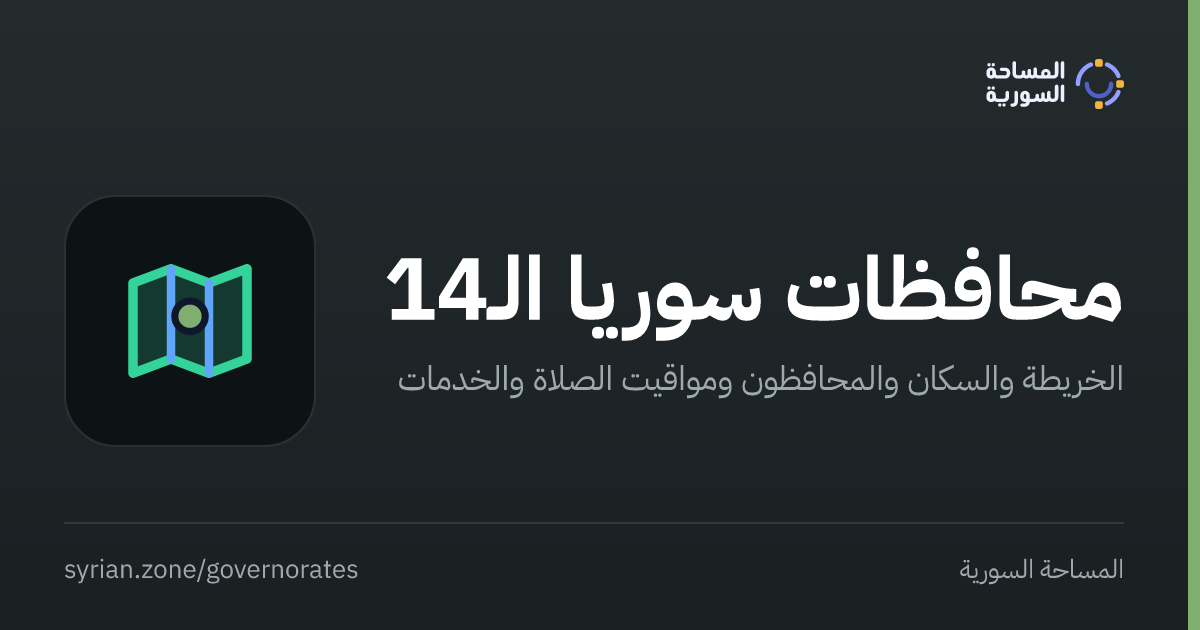 المساحة
السورية
محافظات سوريا الـ14
الخريطة والسكان والمحافظون ومواقيت الصلاة والخدمات
المساحة السورية
syrian.zone/governorates